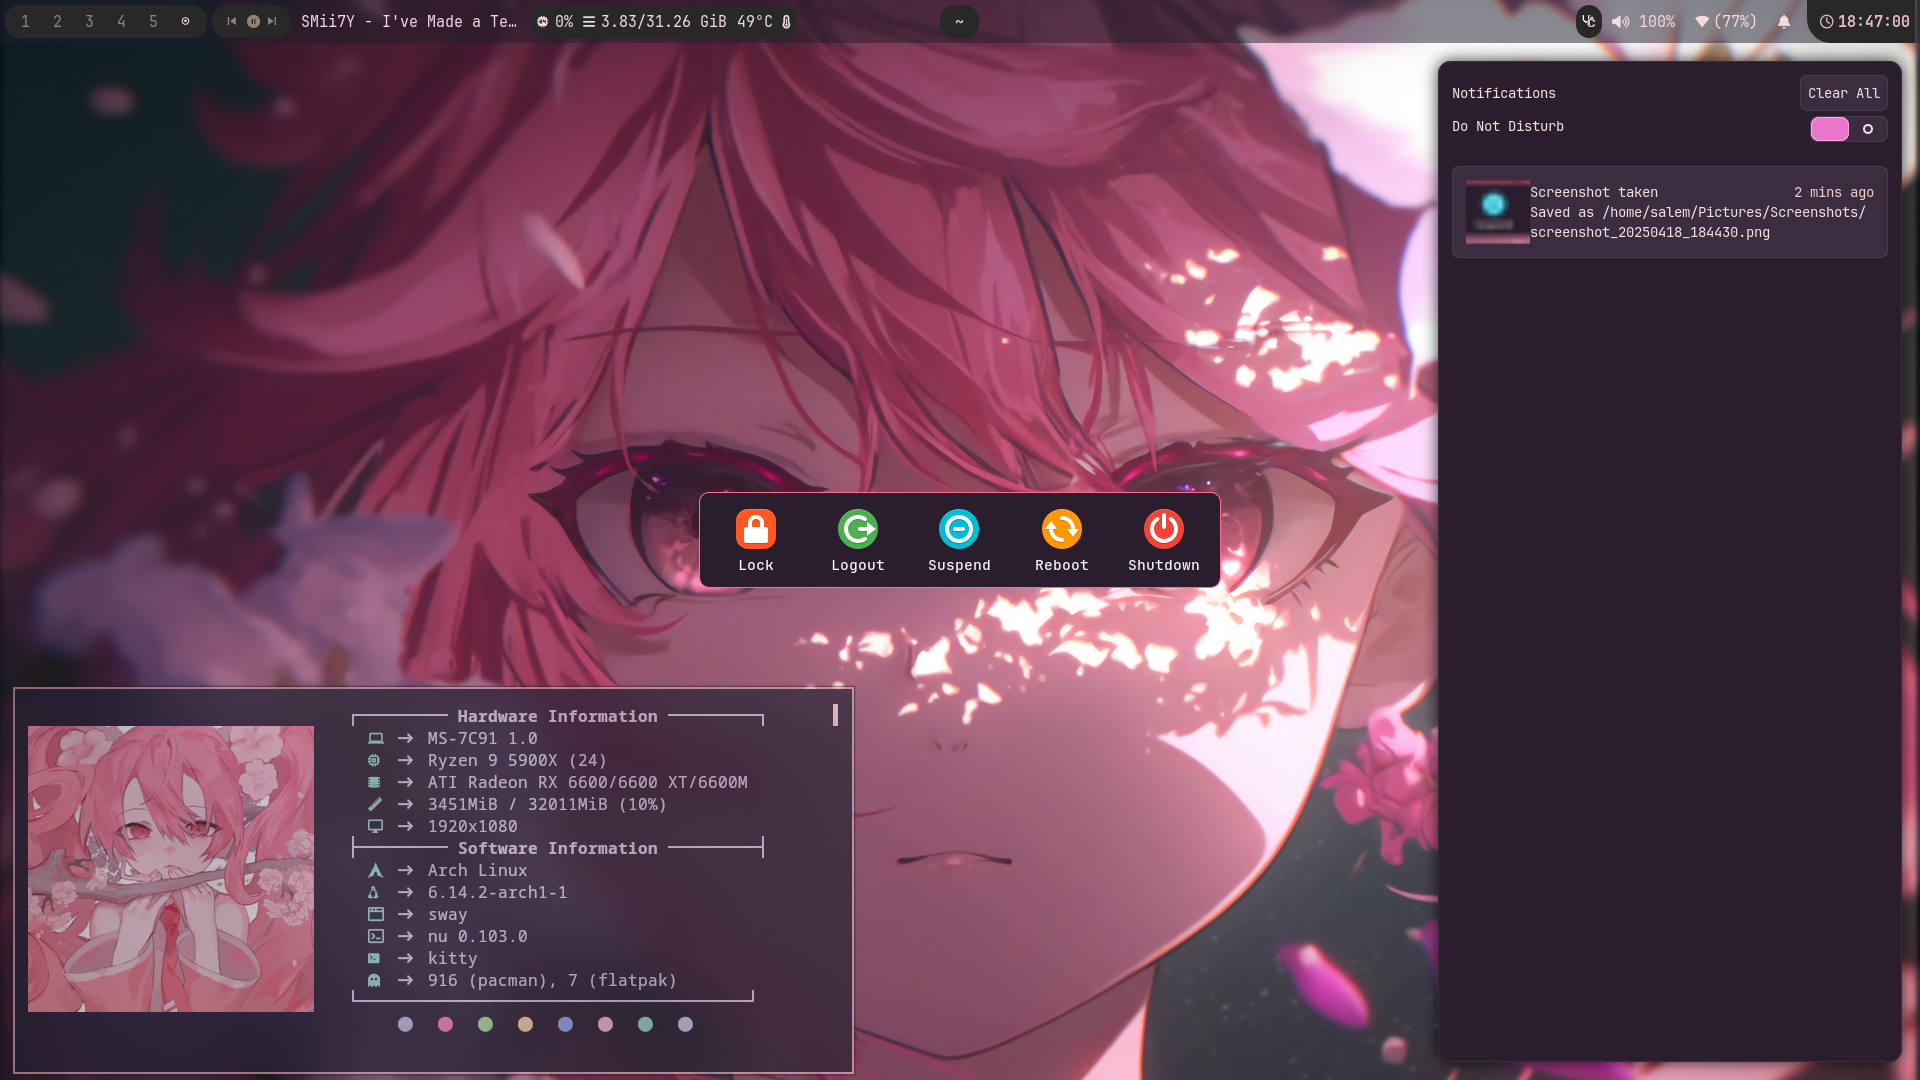 1 2 3 4 5
SMii7Y - I've Made a Te…
0% 3.83/31.26 GiB 49°C
~
100% (77%) 18:47:00
Notifications
Clear All
Do Not Disturb
Screenshot taken 2 mins ago
Saved as /home/salem/Pictures/Screenshots/
screenshot_20250418_184430.png
Lock Logout Suspend Reboot Shutdown
Hardware Information
MS-7C91 1.0
Ryzen 9 5900X (24)
ATI Radeon RX 6600/6600 XT/6600M
3451MiB / 32011MiB (10%)
1920x1080
Software Information
Arch Linux
6.14.2-arch1-1
sway
nu 0.103.0
kitty
916 (pacman), 7 (flatpak)